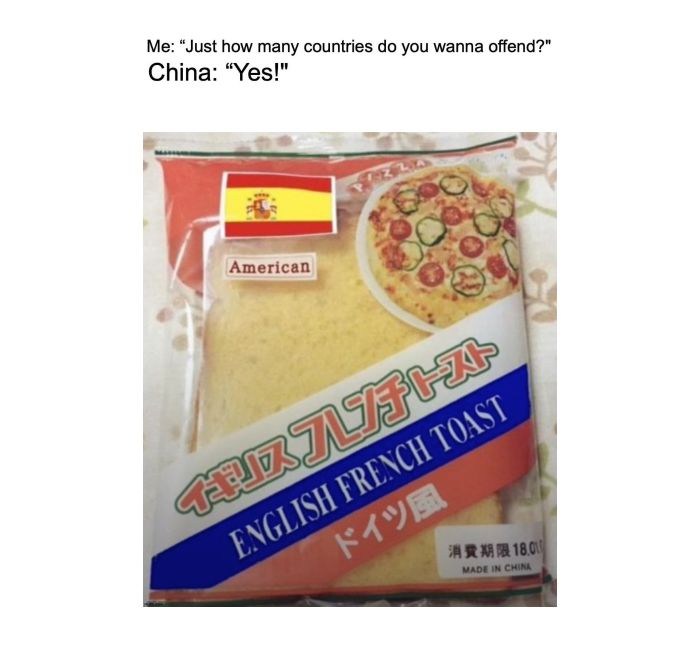 Me: “Just how many countries do you wanna offend?"
China: “Yes!"
PIZZA
American
イギリス フレンチトースト
ENGLISH FRENCH TOAST
ドイツ風
消費期限 18.01
MADE IN CHINA